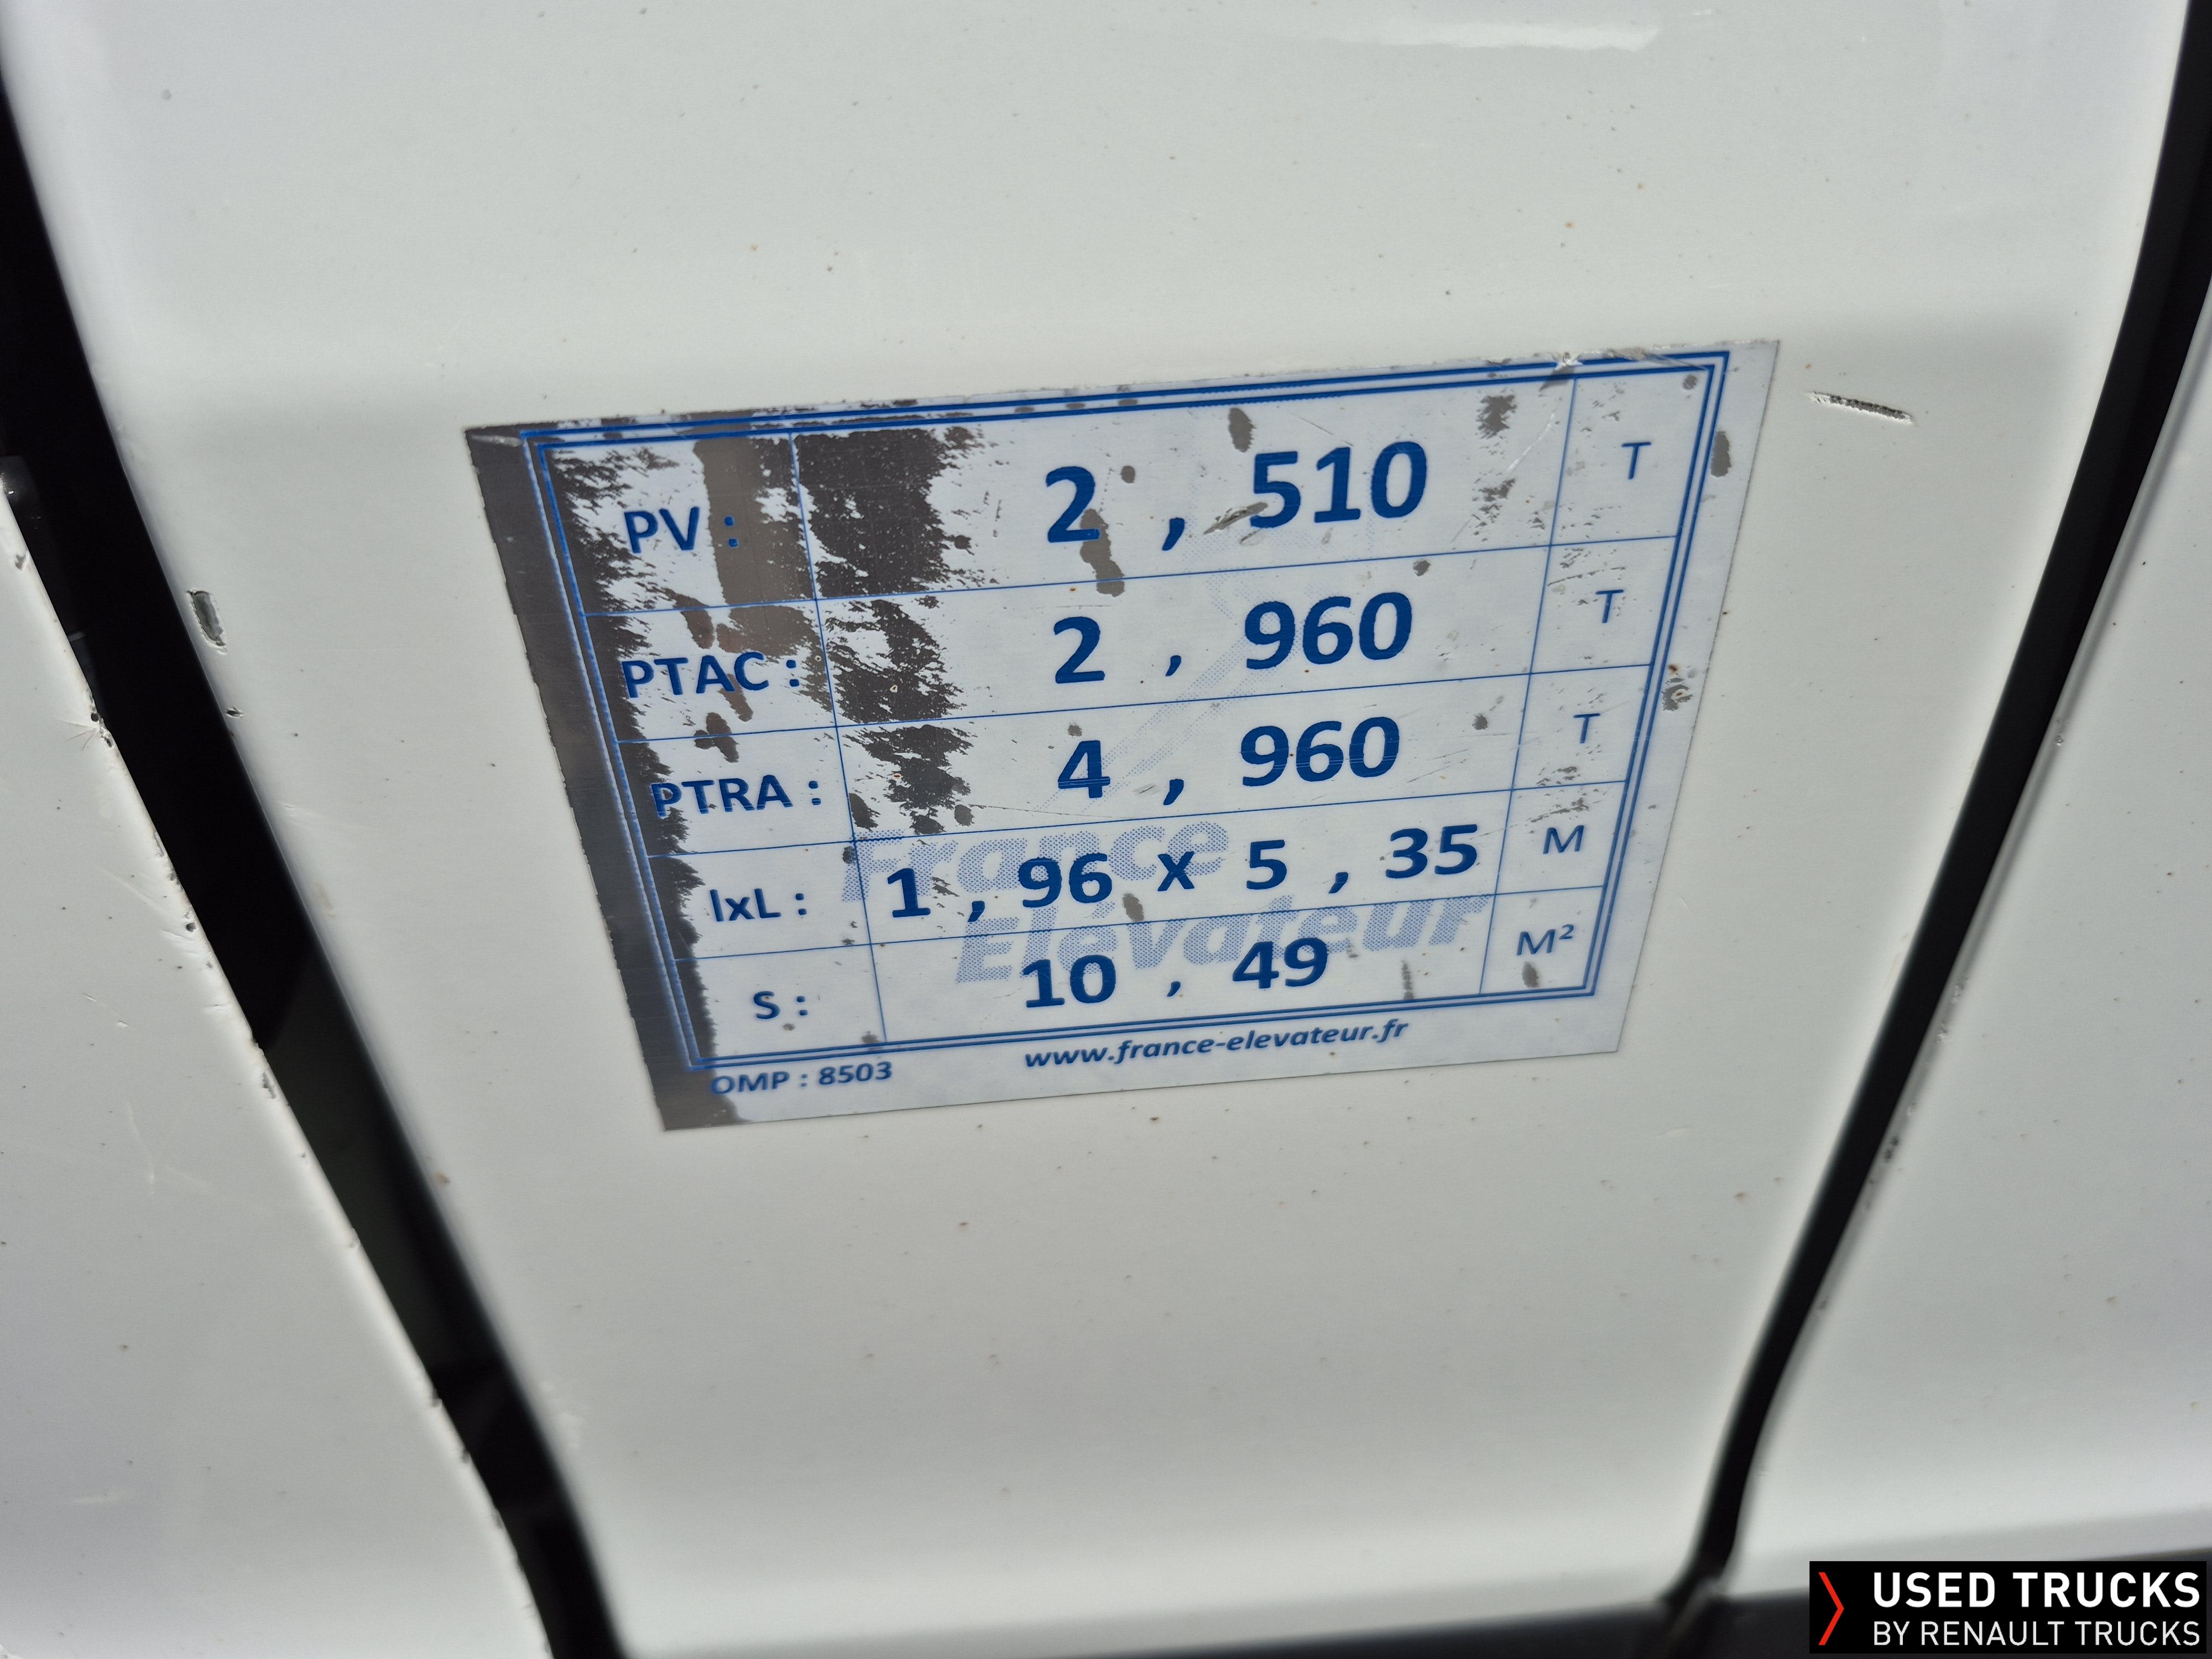 PV : 2 , 510 T
PTAC : 2 , 960 T
PTRA : 4 , 960 T
lxL : 1 , 96 x 5 , 35 M
S : 10 , 49 M²
France Elévateur
OMP : 8503 www.france-elevateur.fr
USED TRUCKS
BY RENAULT TRUCKS